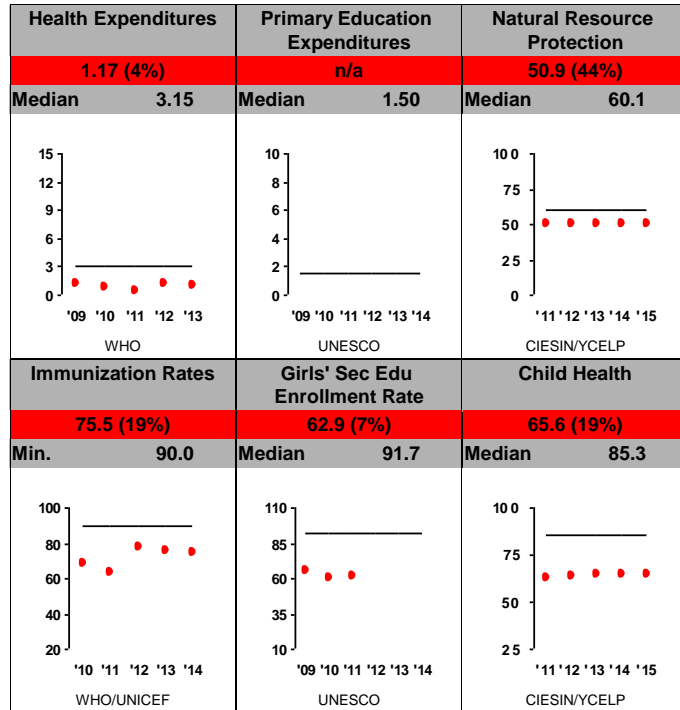 Health Expenditures
1.17 (4%)
Median 3.15
15
12
9
6
3
0
'09 '10 '11 '12 '13
WHO
Primary Education
Expenditures
n/a
Median 1.50
10
8
6
4
2
0
'09 '10 '11 '12 '13 '14
UNESCO
Natural Resource
Protection
50.9 (44%)
Median 60.1
100
75
50
25
0
'11 '12 '13 '14 '15
CIESIN/YCELP
Immunization Rates
75.5 (19%)
Min. 90.0
100
80
60
40
20
'10 '11 '12 '13 '14
WHO/UNICEF
Girls' Sec Edu
Enrollment Rate
62.9 (7%)
Median 91.7
110
85
60
35
10
'09 '10 '11 '12 '13 '14
UNESCO
Child Health
65.6 (19%)
Median 85.3
100
75
50
25
'11 '12 '13 '14 '15
CIESIN/YCELP